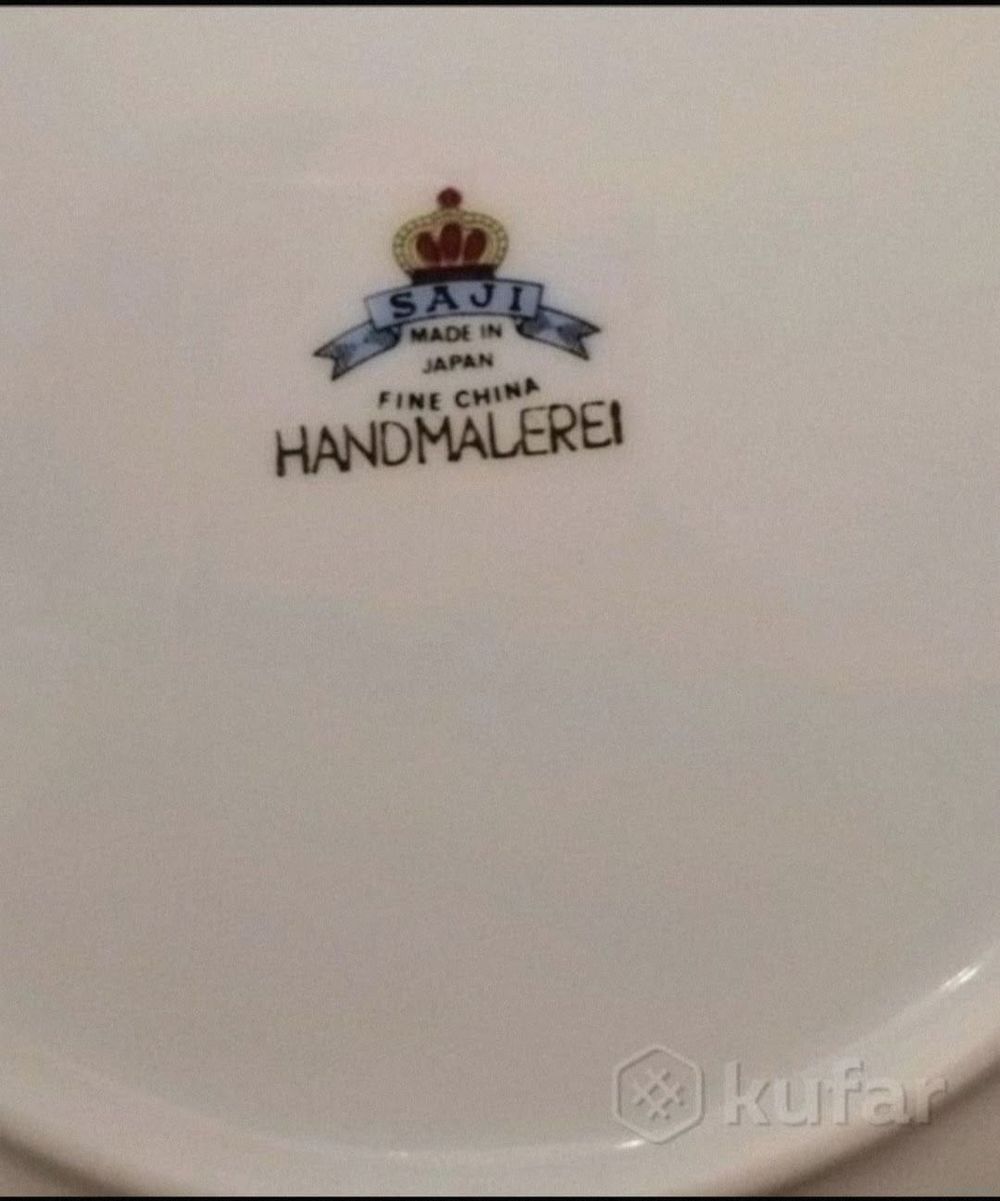 SAJI
MADE IN
JAPAN
FINE CHINA
HANDMALEREI
kufar